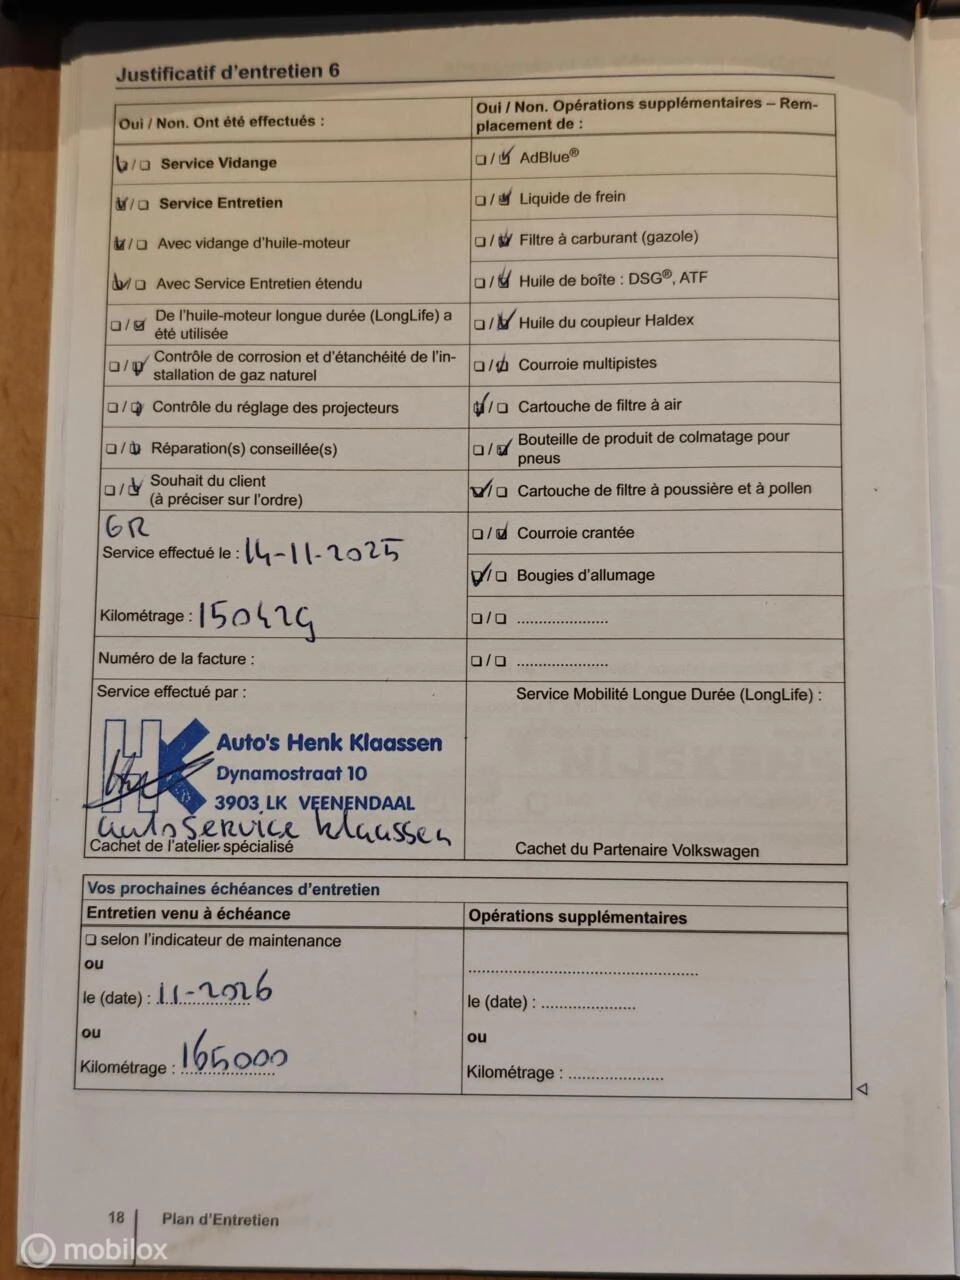 Justificatif d'entretien 6
Oui / Non. Ont été effectués :
Service Vidange
Service Entretien
Avec vidange d'huile-moteur
Avec Service Entretien étendu
De l'huile-moteur longue durée (LongLife) a
été utilisée
Contrôle de corrosion et d'étanchéité de l'in-
stallation de gaz naturel
Contrôle du réglage des projecteurs
Réparation(s) conseillée(s)
Souhait du client
(à préciser sur l'ordre)
GR
Service effectué le : 14-11-2025
Kilométrage : 150429
Numéro de la facture :
Service effectué par :
HK
Auto's Henk Klaassen
Dynamostraat 10
3903 LK VEENENDAAL
autoservice klaassen
Cachet de l'atelier spécialisé
Oui / Non. Opérations supplémentaires – Rem-
placement de :
AdBlue®
Liquide de frein
Filtre à carburant (gazole)
Huile de boîte : DSG®, ATF
Huile du coupleur Haldex
Courroie multipistes
Cartouche de filtre à air
Bouteille de produit de colmatage pour
pneus
Cartouche de filtre à poussière et à pollen
Courroie crantée
Bougies d'allumage
Service Mobilité Longue Durée (LongLife) :
Cachet du Partenaire Volkswagen
Vos prochaines échéances d'entretien
Entretien venu à échéance
selon l'indicateur de maintenance
ou
le (date) : 11-2026
ou
Kilométrage : 165000
Opérations supplémentaires
le (date) :
ou
Kilométrage :
18 Plan d'Entretien
mobilox